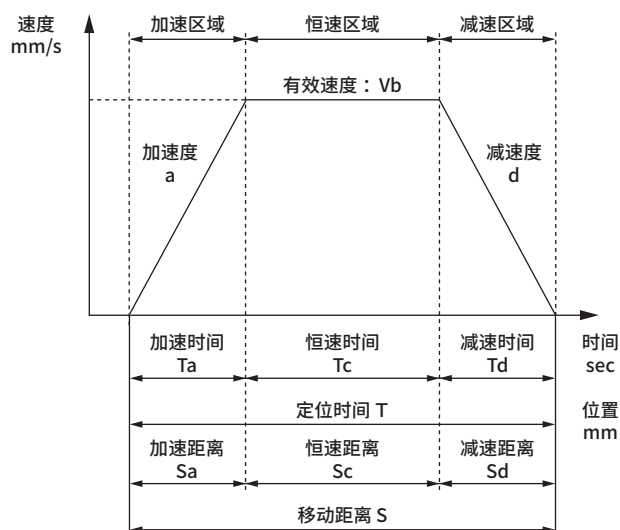 速度
mm/s
加速区域
恒速区域
减速区域
有效速度：Vb
加速度
a
减速度
d
加速时间
Ta
恒速时间
Tc
减速时间
Td
时间
sec
定位时间 T
位置
mm
加速距离
Sa
恒速距离
Sc
减速距离
Sd
移动距离 S